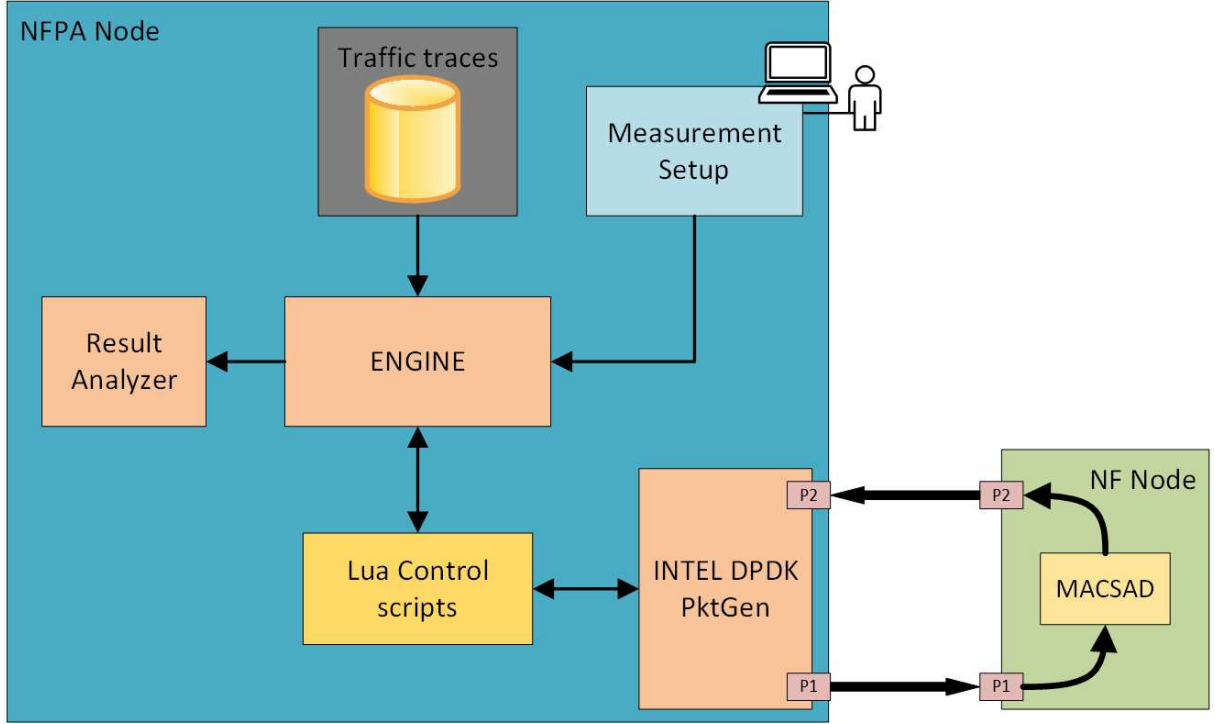 NFPA Node
Traffic traces
Measurement
Setup
Result
Analyzer
ENGINE
Lua Control
scripts
INTEL DPDK
PktGen
P2
P1
P2
P1
NF Node
MACSAD